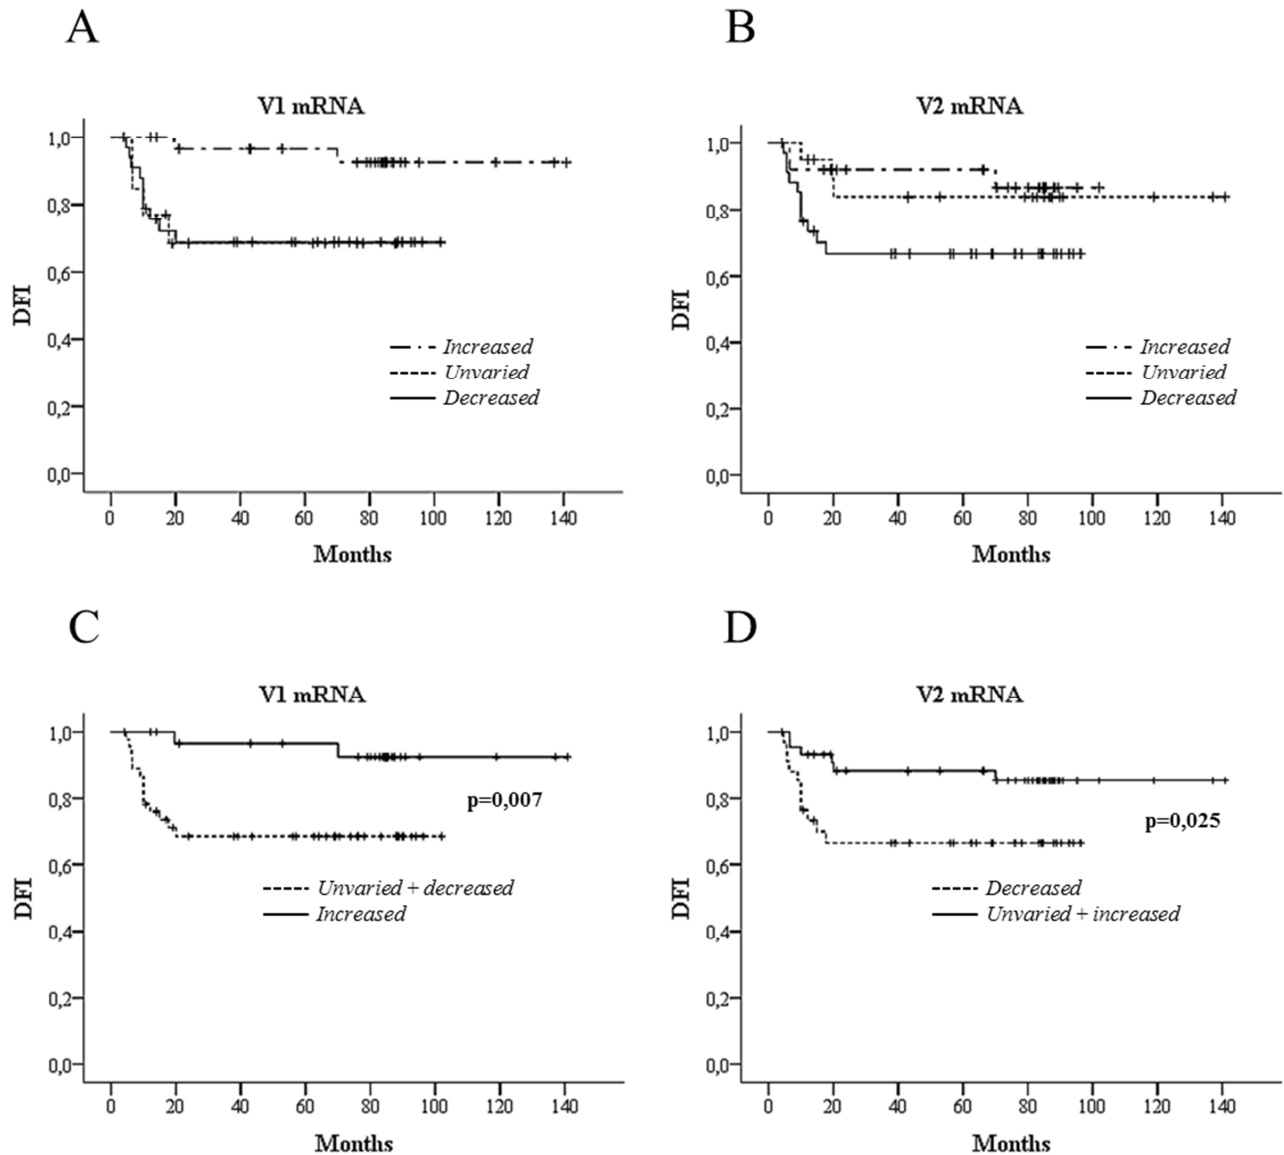 A
V1 mRNA
1,0
0,8
0,6
0,4
0,2
0,0
DFI
Increased
Unvaried
Decreased
0 20 40 60 80 100 120 140
Months
B
V2 mRNA
1,0
0,8
0,6
0,4
0,2
0,0
DFI
Increased
Unvaried
Decreased
0 20 40 60 80 100 120 140
Months
C
V1 mRNA
1,0
0,8
0,6
0,4
0,2
0,0
DFI
p=0,007
Unvaried + decreased
Increased
0 20 40 60 80 100 120 140
Months
D
V2 mRNA
1,0
0,8
0,6
0,4
0,2
0,0
DFI
p=0,025
Decreased
Unvaried + increased
0 20 40 60 80 100 120 140
Months